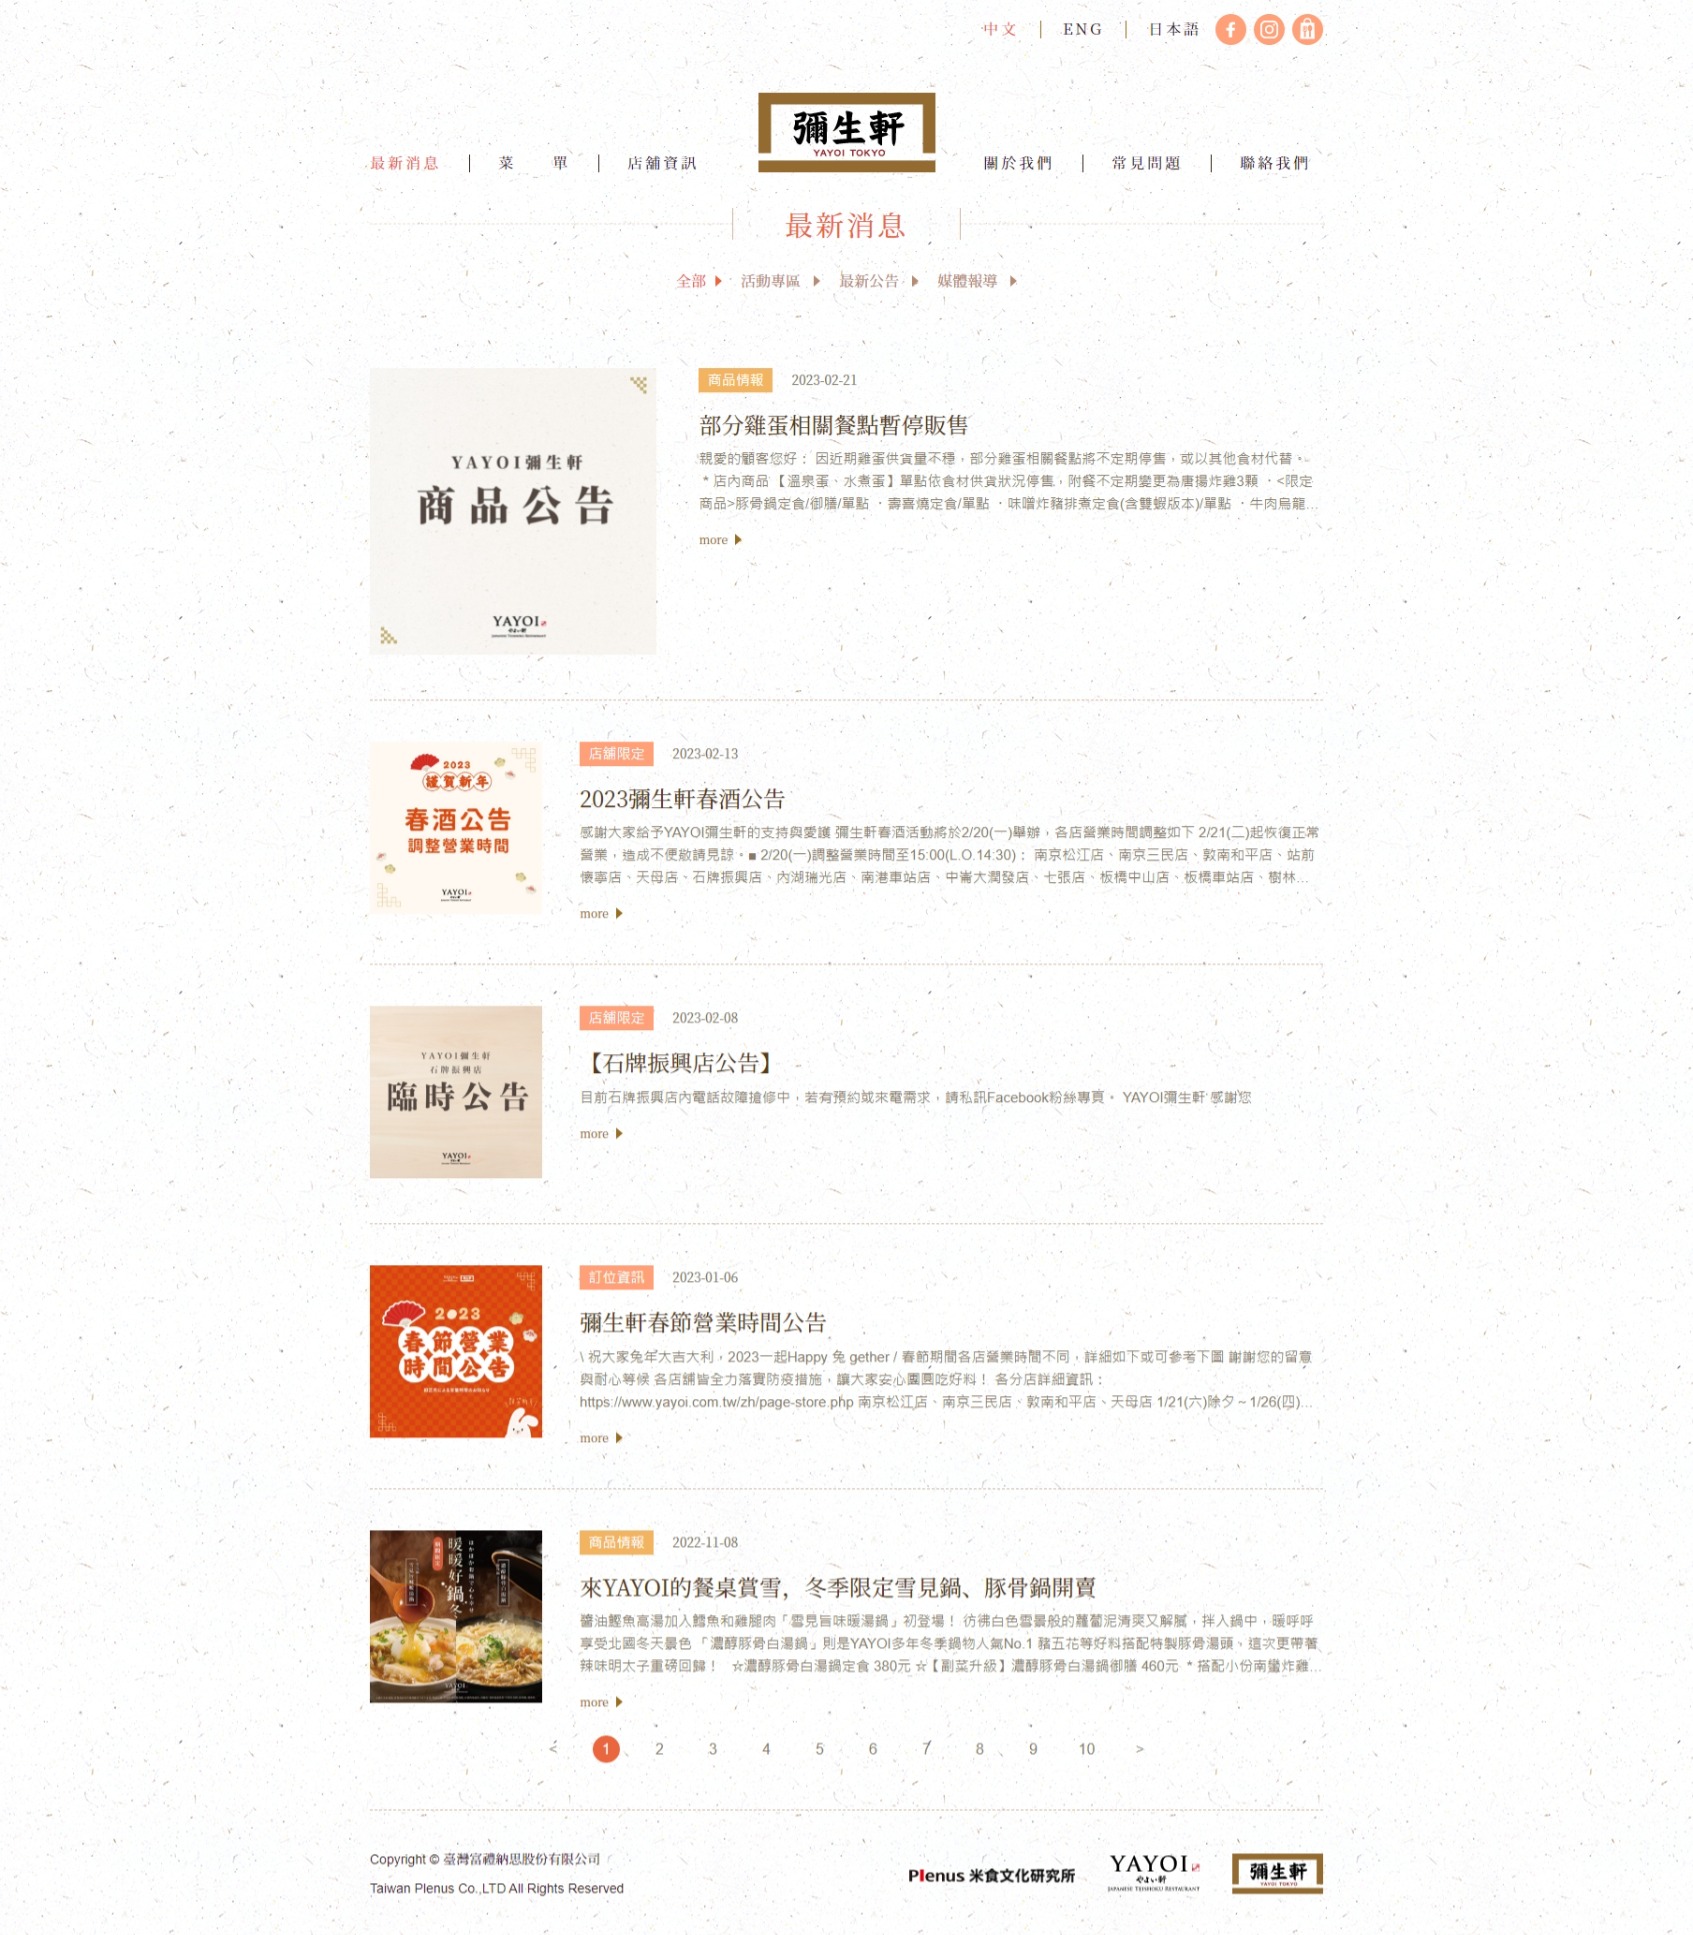 中文
ENG
日本語
彌生軒
YAYOI TOKYO
最新消息
菜 單
店舖資訊
關於我們
常見問題
聯絡我們
最新消息
全部
活動專區
最新公告
媒體報導
YAYOI彌生軒
商品公告
YAYOI
やよい軒
JAPANESE TEISHOKU RESTAURANT
商品情報 2023-02-21
部分雞蛋相關餐點暫停販售
親愛的顧客您好： 因近期雞蛋供貨量不穩，部分雞蛋相關餐點將不定期停售，或以其他食材代替。
* 店內商品 【溫泉蛋、水煮蛋】單點依食材供貨狀況停售，附餐不定期變更為唐揚炸雞3顆 ・<限定
商品>豚骨鍋定食/御膳/單點 ・壽喜燒定食/單點 ・味噌炸豬排煮定食(含雙蝦版本)/單點 ・牛肉烏龍...
more
2023
謹賀新年
春酒公告
調整營業時間
YAYOI
店舖限定 2023-02-13
2023彌生軒春酒公告
感謝大家給予YAYOI彌生軒的支持與愛護 彌生軒春酒活動將於2/20(一)舉辦，各店營業時間調整如下 2/21(二)起恢復正常
營業，造成不便敬請見諒。■ 2/20(一)調整營業時間至15:00(L.O.14:30)： 南京松江店、南京三民店、敦南和平店、站前
懷寧店、天母店、石牌振興店、內湖瑞光店、南港車站店、中崙大潤發店、七張店、板橋中山店、板橋車站店、樹林...
more
YAYOI彌生軒
石牌振興店
臨時公告
YAYOI
店舖限定 2023-02-08
【石牌振興店公告】
目前石牌振興店內電話故障搶修中，若有預約或來電需求，請私訊Facebook粉絲專頁。 YAYOI彌生軒 感謝您
more
2023
春節營業
時間公告
訂位資訊 2023-01-06
彌生軒春節營業時間公告
\ 祝大家兔年大吉大利，2023一起Happy 兔 gether / 春節期間各店營業時間不同，詳細如下或可參考下圖 謝謝您的留意
與耐心等候 各店舖皆全力落實防疫措施，讓大家安心團圓吃好料！ 各分店詳細資訊：
https://www.yayoi.com.tw/zh/page-store.php 南京松江店、南京三民店、敦南和平店、天母店 1/21(六)除夕～1/26(四)...
more
暖暖好鍋冬
YAYOI
商品情報 2022-11-08
來YAYOI的餐桌賞雪，冬季限定雪見鍋、豚骨鍋開賣
醬油鰹魚高湯加入鱈魚和雞腿肉「雪見旨味暖湯鍋」初登場！ 彷彿白色雪景般的蘿蔔泥清爽又解膩，拌入鍋中，暖呼呼
享受北國冬天景色 「濃醇豚骨白湯鍋」則是YAYOI多年冬季鍋物人氣No.1 豬五花等好料搭配特製豚骨湯頭、這次更帶著
辣味明太子重磅回歸！ ☆濃醇豚骨白湯鍋定食 380元 ☆【副菜升級】濃醇豚骨白湯鍋御膳 460元 * 搭配小份南蠻炸雞...
more
< 1 2 3 4 5 6 7 8 9 10 >
Copyright © 臺灣富禮納思股份有限公司
Taiwan Plenus Co.,LTD All Rights Reserved
Plenus 米食文化研究所
YAYOI
やよい軒
JAPANESE TEISHOKU RESTAURANT
彌生軒
YAYOI TOKYO